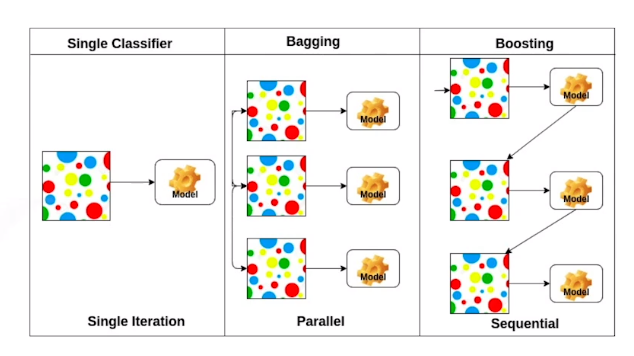 Single Classifier
Bagging
Boosting
Model
Model
Model
Model
Model
Model
Model
Single Iteration
Parallel
Sequential